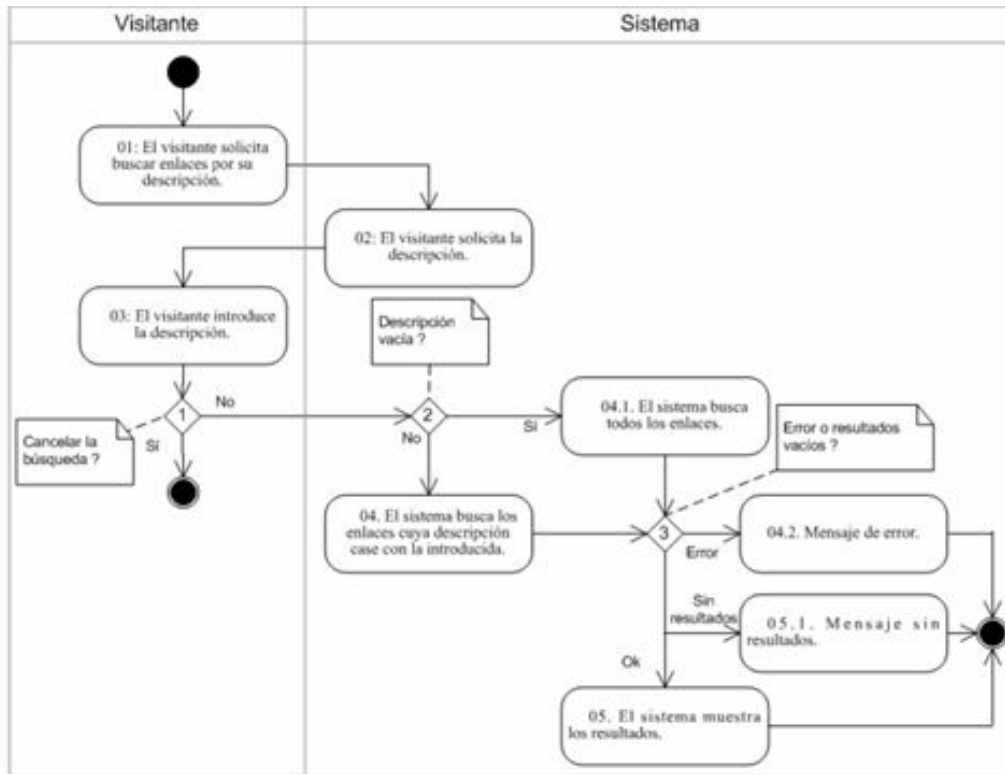 Visitante
Sistema
01: El visitante solicita
buscar enlaces por su
descripción.
02: El visitante solicita la
descripción.
03: El visitante introduce
la descripción.
Descripción
vacía ?
1
No
Sí
Cancelar la
búsqueda ?
2
Sí
No
04.1. El sistema busca
todos los enlaces.
Error o resultados
vacíos ?
04. El sistema busca los
enlaces cuya descripción
case con la introducida.
3
Error
04.2. Mensaje de error.
Sin
resultados
05.1. Mensaje sin
resultados.
Ok
05. El sistema muestra
los resultados.